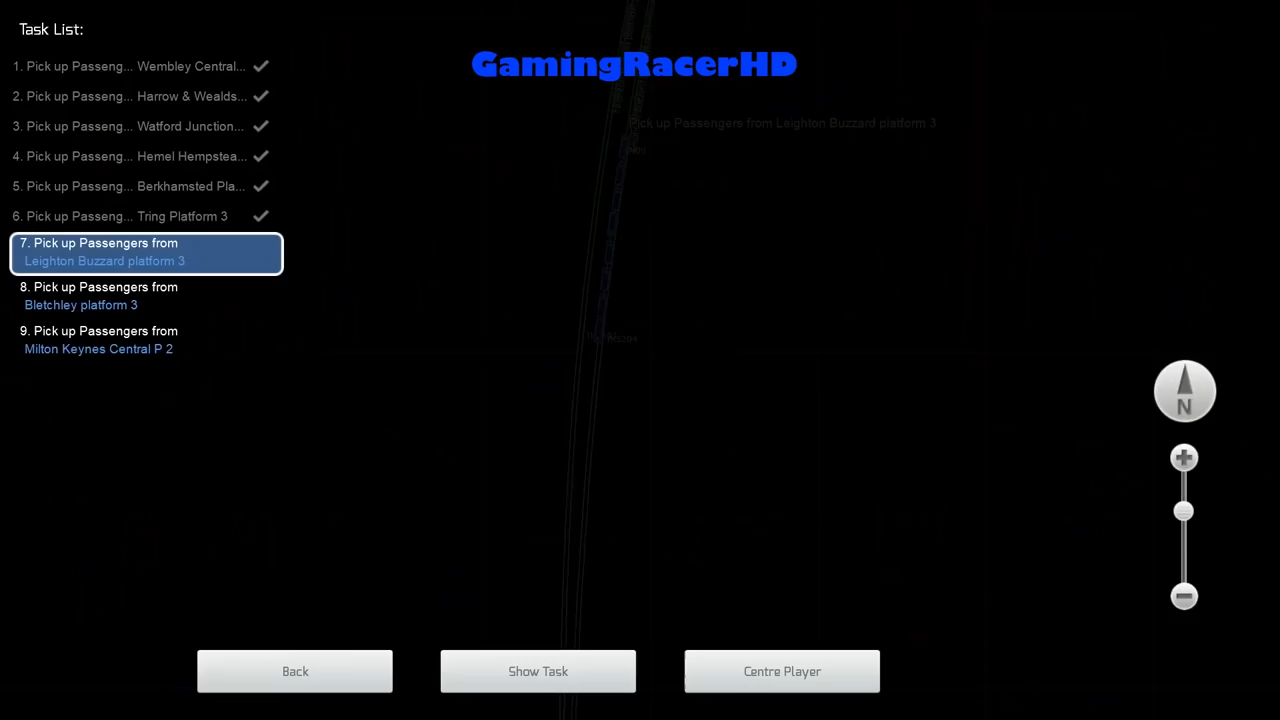 Task List:
GamingRacerHD
1. Pick up Passeng... Wembley Central...
2. Pick up Passeng... Harrow & Wealds...
3. Pick up Passeng... Watford Junction...
Pick up Passengers from Leighton Buzzard platform 3
4. Pick up Passeng... Hemel Hempstea...
5. Pick up Passeng... Berkhamsted Pla...
6. Pick up Passeng... Tring Platform 3
7. Pick up Passengers from
Leighton Buzzard platform 3
8. Pick up Passengers from
Bletchley platform 3
9. Pick up Passengers from
Milton Keynes Central P 2
N
Back
Show Task
Centre Player